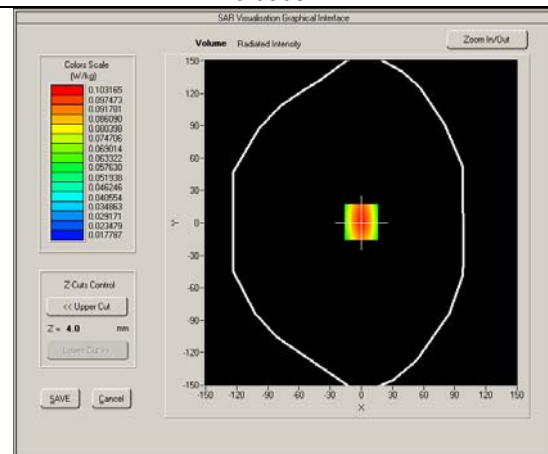 SAR Visualisation Graphical Interface
Volume Radiated Intensity
Zoom In/Out
Colors Scale
(W/kg)
0.103165
0.097473
0.091781
0.086090
0.080398
0.074706
0.069014
0.063322
0.057630
0.051938
0.046246
0.040554
0.034863
0.029171
0.023479
0.017787
Z-Cuts Control
<< Upper Cut
Z = 4.0 mm
Lower Cut >>
SAVE Cancel
150
120
90
60
30
0
-30
-60
-90
-120
-150
Y
-150 -120 -90 -60 -30 0 30 60 90 120 150
X